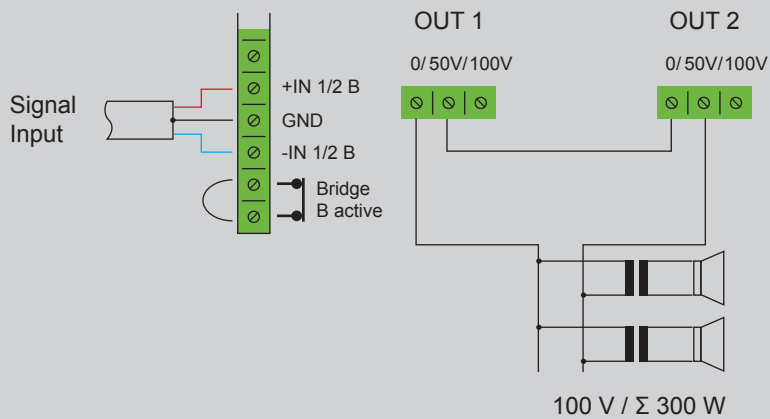 OUT 1
OUT 2
0/ 50V/ 100V
0/ 50V/ 100V
Signal
Input
+IN 1/2 B
GND
-IN 1/2 B
Bridge
B active
100 V / Σ 300 W